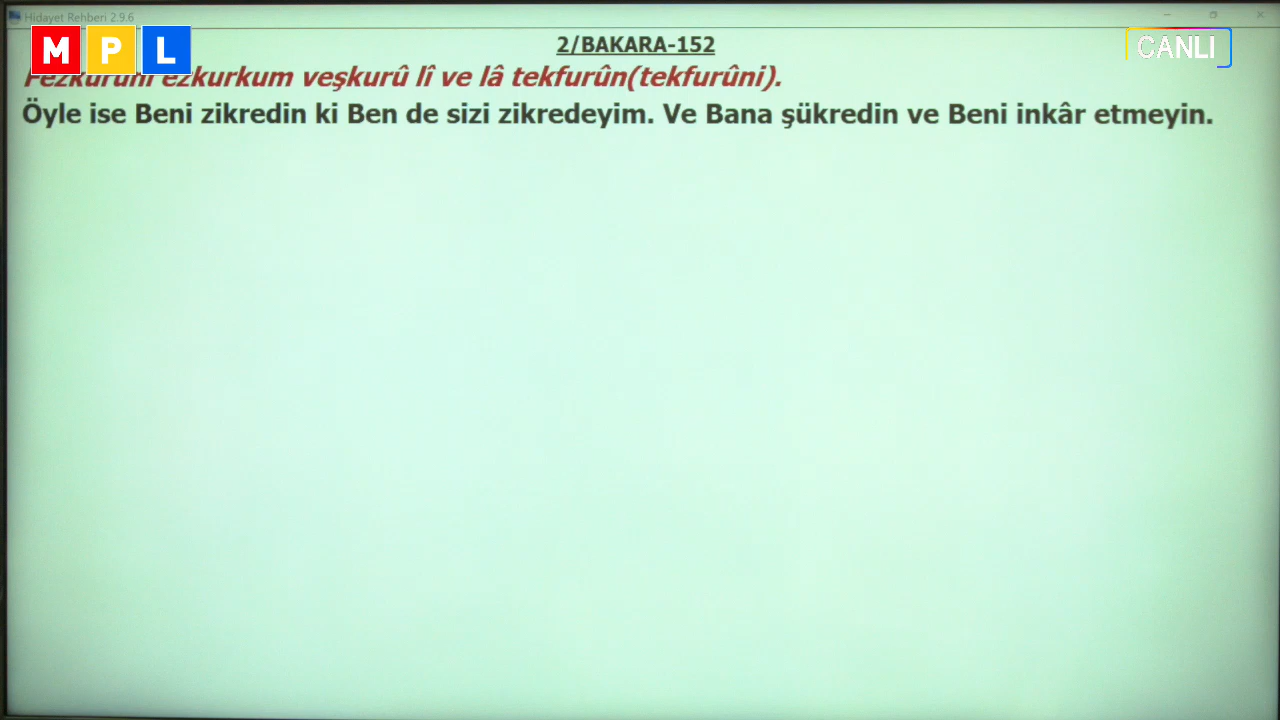 Hidayet Rehberi 2.9.6
MPL
CANLI
2/BAKARA-152
ezkurkum veşkurû lî ve lâ tekfurûn(tekfurûni).
Öyle ise Beni zikredin ki Ben de sizi zikredeyim. Ve Bana şükredin ve Beni inkâr etmeyin.